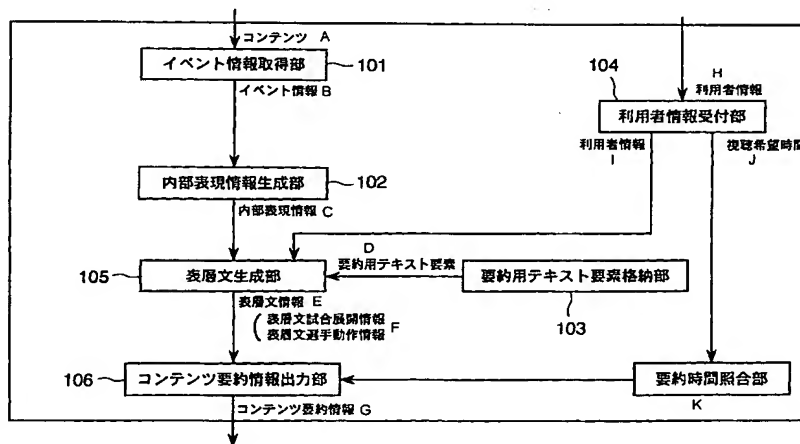 コンテンツ A
イベント情報取得部 101
イベント情報 B
104
H
利用者情報
利用者情報受付部
利用者情報
I
視聴希望時間
J
内部表現情報生成部 102
内部表現情報 C
D
要約用テキスト要素
105 表層文生成部
要約用テキスト要素格納部
103
表層文情報 E
表層文試合展開情報
表層文選手動作情報
F
106 コンテンツ要約情報出力部
要約時間照合部
K
コンテンツ要約情報 G